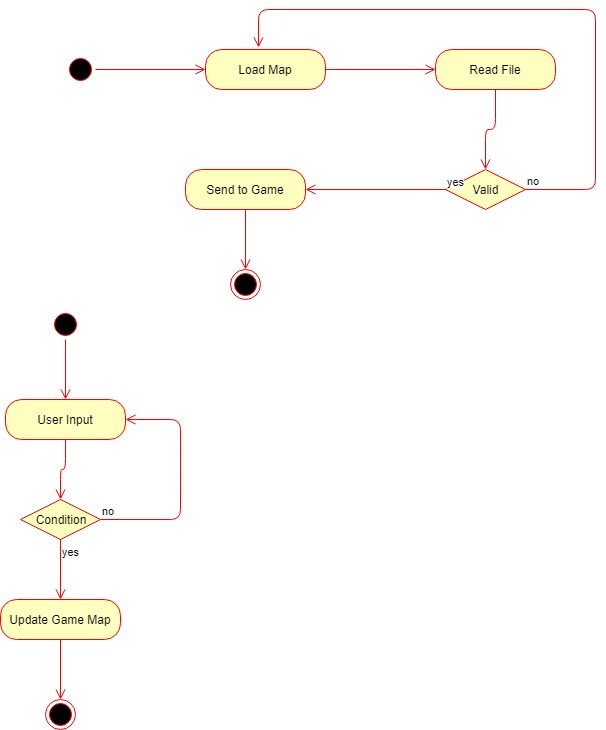 Load Map
Read File
Send to Game
yes
Valid
no
User Input
Condition
no
yes
Update Game Map